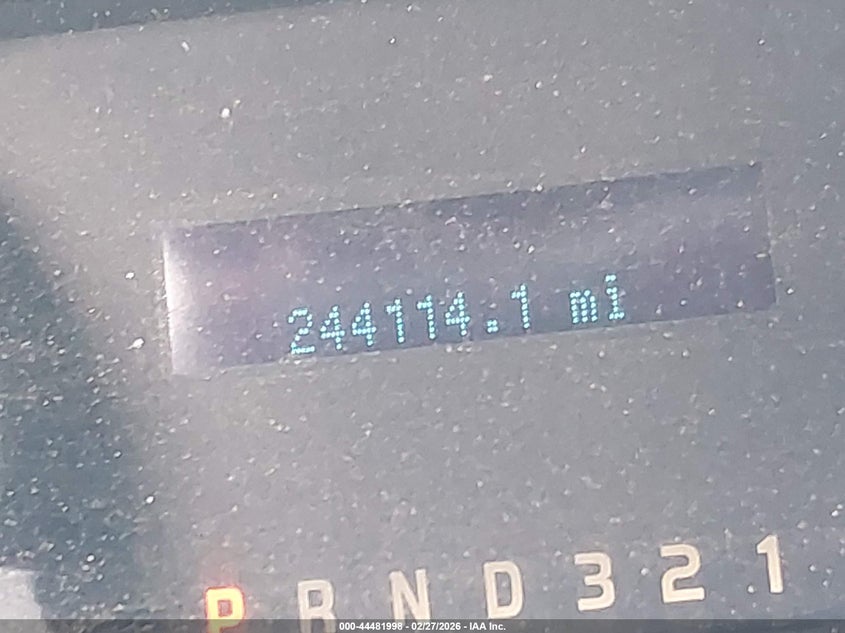 244114.1 mi
P R N D 3 2 1
000-44481998 - 02/27/2026 - IAA Inc.